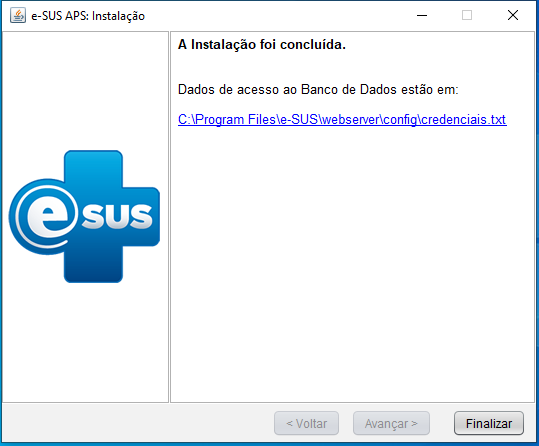 e-SUS APS: Instalação
A Instalação foi concluída.
Dados de acesso ao Banco de Dados estão em:
C:\Program Files\e-SUS\webserver\config\credenciais.txt
e sus
< Voltar
Avançar >
Finalizar